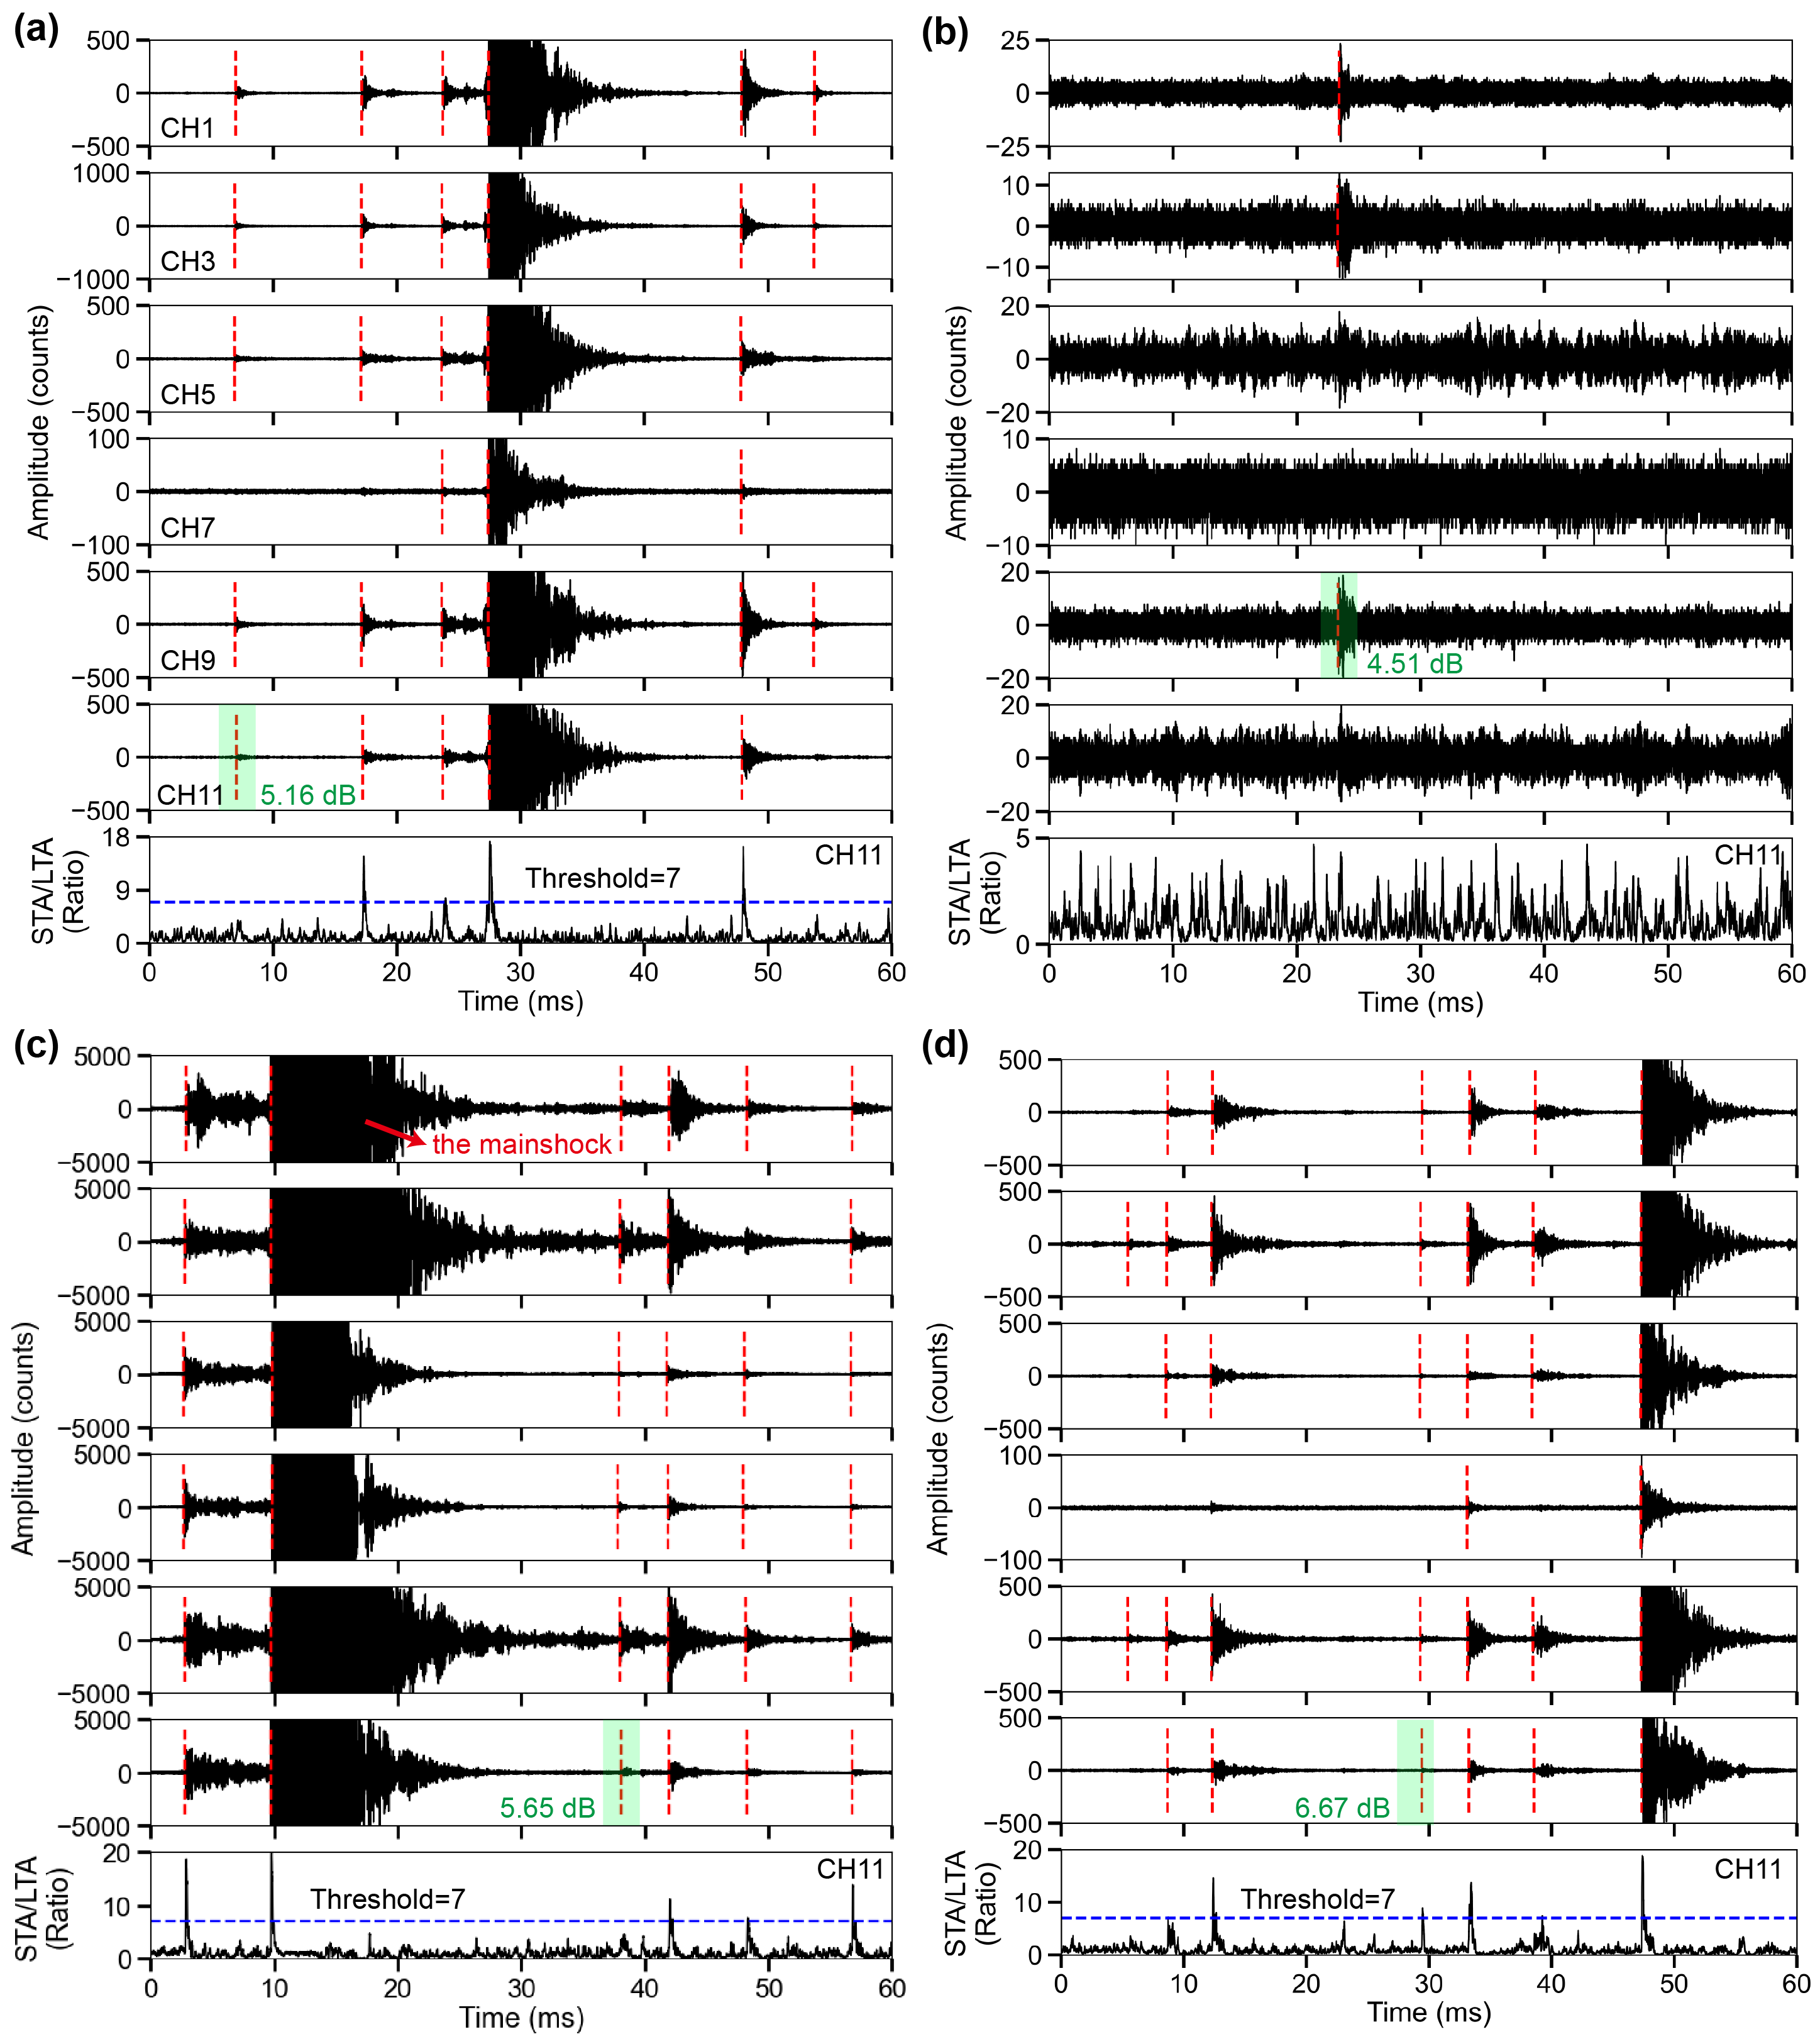 (a)
500
0
−500
CH1
1000
0
−1000
CH3
500
0
−500
CH5
100
0
−100
CH7
500
0
−500
CH9
500
0
−500
CH11
5.16 dB
Amplitude (counts)
18
9
0
STA/LTA
(Ratio)
CH11
Threshold=7
0 10 20 30 40 50 60
Time (ms)
(b)
25
0
−25
10
0
−10
20
0
−20
10
0
−10
20
0
−20
4.51 dB
20
0
−20
Amplitude (counts)
5
0
STA/LTA
(Ratio)
CH11
0 10 20 30 40 50 60
Time (ms)
(c)
5000
0
−5000
the mainshock
5000
0
−5000
5000
0
−5000
5000
0
−5000
5000
0
−5000
5000
0
−5000
5.65 dB
Amplitude (counts)
20
10
0
STA/LTA
(Ratio)
CH11
Threshold=7
0 10 20 30 40 50 60
Time (ms)
(d)
500
0
−500
500
0
−500
500
0
−500
100
0
−100
500
0
−500
500
0
−500
6.67 dB
Amplitude (counts)
20
10
0
STA/LTA
(Ratio)
CH11
Threshold=7
0 10 20 30 40 50 60
Time (ms)